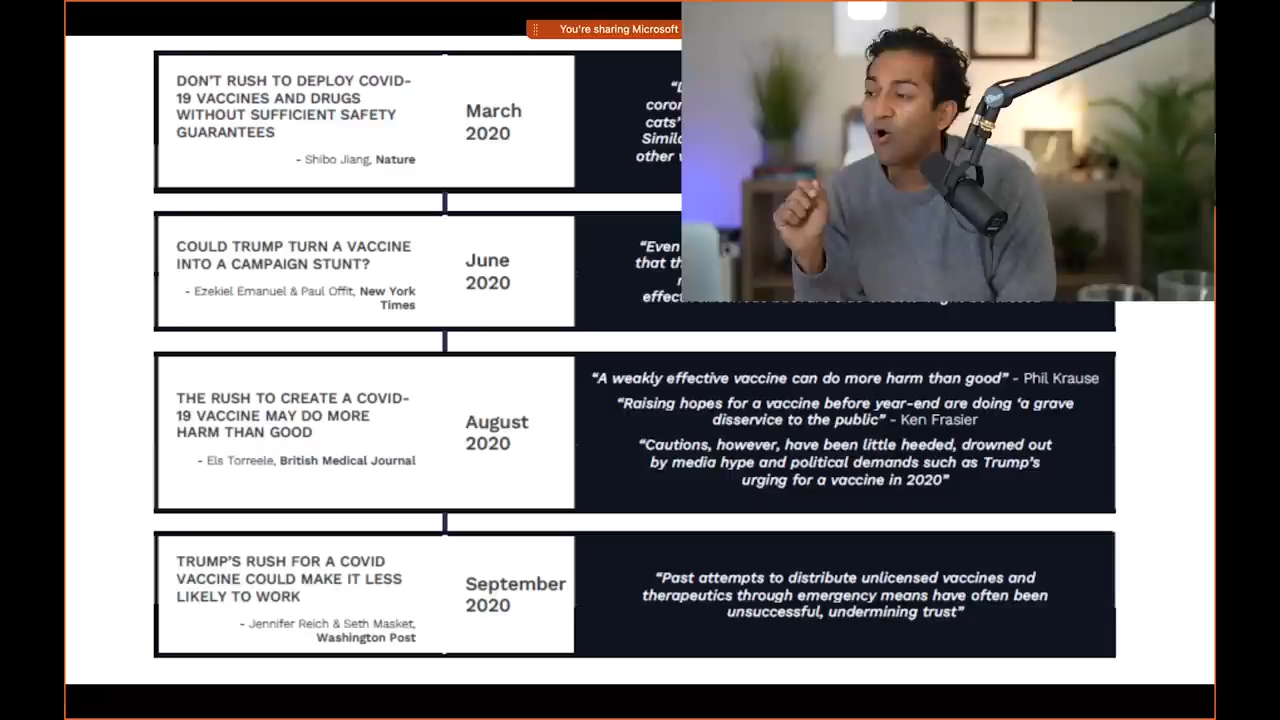 You're sharing Microsoft
DON'T RUSH TO DEPLOY COVID-
19 VACCINES AND DRUGS
WITHOUT SUFFICIENT SAFETY
GUARANTEES
- Shibo Jiang, Nature
March
2020
coron
cats'
Simila
other
COULD TRUMP TURN A VACCINE
INTO A CAMPAIGN STUNT?
- Ezekiel Emanuel & Paul Offit, New York
Times
June
2020
“Even
that th
effect
THE RUSH TO CREATE A COVID-
19 VACCINE MAY DO MORE
HARM THAN GOOD
- Els Torreele, British Medical Journal
August
2020
“A weakly effective vaccine can do more harm than good” - Phil Krause
“Raising hopes for a vaccine before year-end are doing ‘a grave
disservice to the public” - Ken Frasier
“Cautions, however, have been little heeded, drowned out
by media hype and political demands such as Trump’s
urging for a vaccine in 2020”
TRUMP'S RUSH FOR A COVID
VACCINE COULD MAKE IT LESS
LIKELY TO WORK
- Jennifer Reich & Seth Masket,
Washington Post
September
2020
“Past attempts to distribute unlicensed vaccines and
therapeutics through emergency means have often been
unsuccessful, undermining trust”